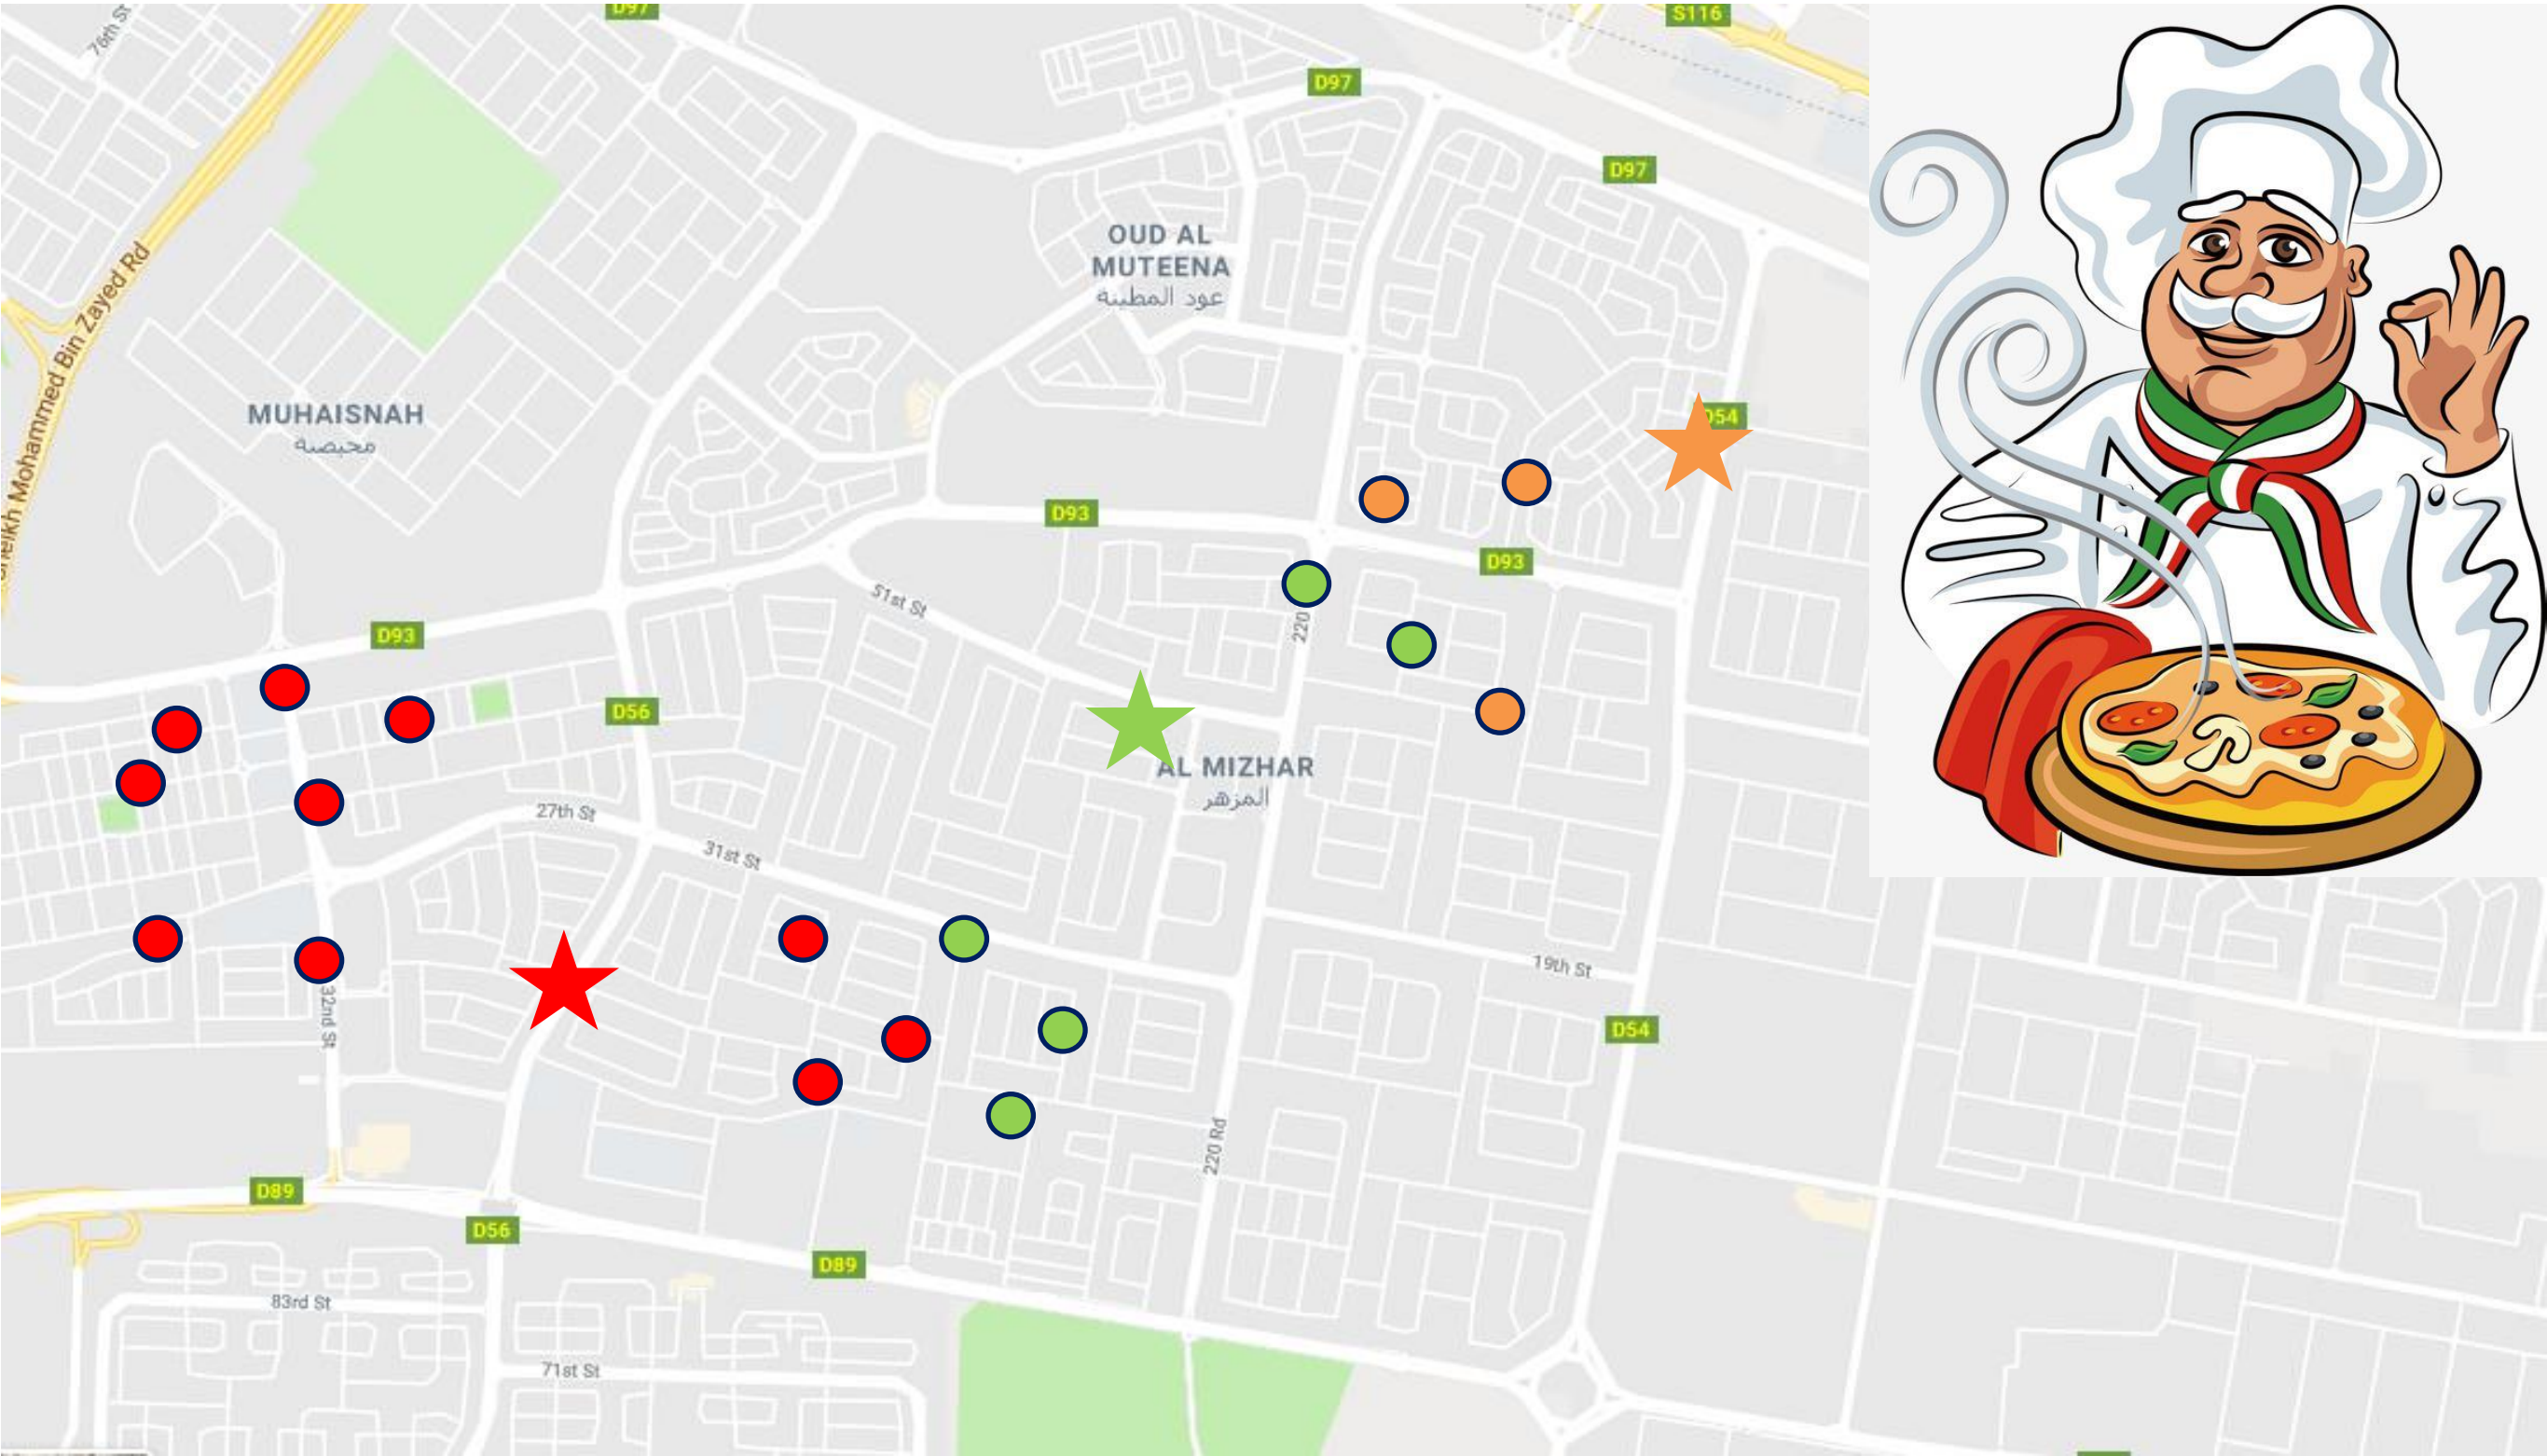 76th St
D97
S116
D97
D97
OUD AL
MUTEENA
عود المطينة
Sheikh Mohammed Bin Zayed Rd
MUHAISNAH
محيصنة
D54
D93
D93
51st St
220
D93
D56
AL MIZHAR
المزهر
27th St
31st St
19th St
32nd St
D54
220 Rd
D89
D56
D89
83rd St
71st St